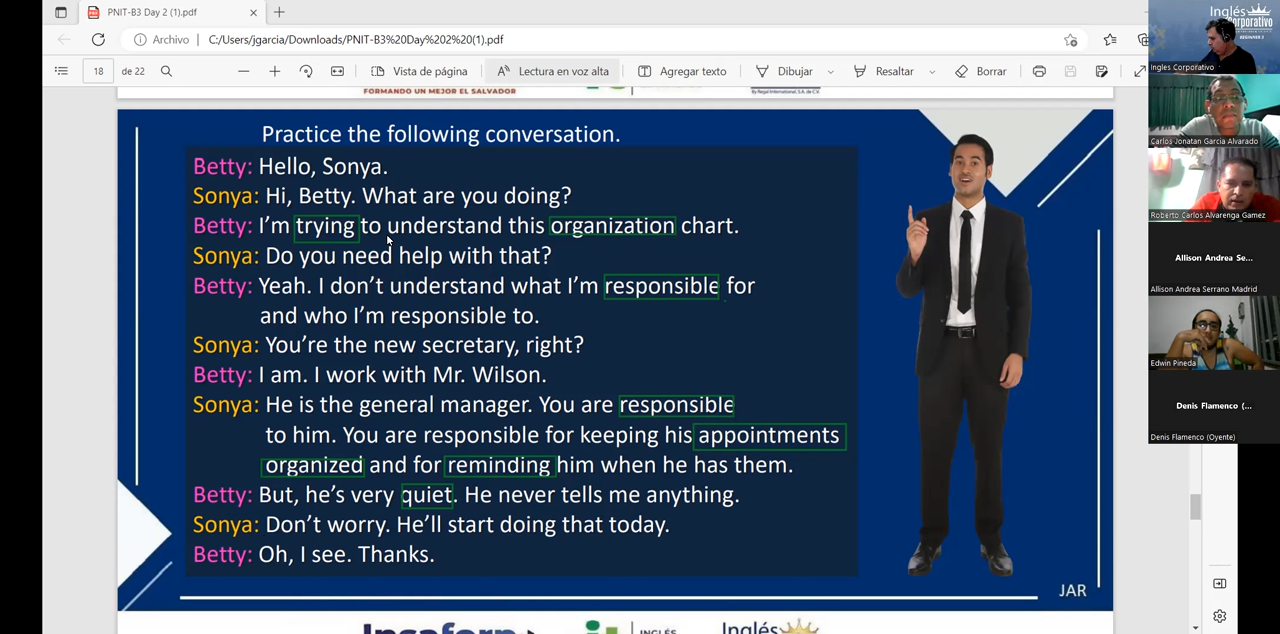 PNIT-B3 Day 2 (1).pdf
Archivo
C:/Users/jgarcia/Downloads/PNIT-B3%20Day%202%20(1).pdf
18
de 22
Vista de página
Lectura en voz alta
Agregar texto
Dibujar
Resaltar
Borrar
FORMANDO UN MEJOR EL SALVADOR
By Regal International, S.A. de C.V.
Practice the following conversation.
Betty: Hello, Sonya.
Sonya: Hi, Betty. What are you doing?
Betty: I'm trying to understand this organization chart.
Sonya: Do you need help with that?
Betty: Yeah. I don't understand what I'm responsible for
and who I'm responsible to.
Sonya: You're the new secretary, right?
Betty: I am. I work with Mr. Wilson.
Sonya: He is the general manager. You are responsible
to him. You are responsible for keeping his appointments
organized and for reminding him when he has them.
Betty: But, he's very quiet. He never tells me anything.
Sonya: Don't worry. He'll start doing that today.
Betty: Oh, I see. Thanks.
JAR
INGLÉS
Inglés
Inglés
Corporativo
BEGINNER 3
Ingles Corporativo
Carlos Jonatan Garcia Alvarado
Roberto Carlos Alvarenga Gamez
Allison Andrea Se...
Allison Andrea Serrano Madrid
Edwin Pineda
Denis Flamenco (...
Denis Flamenco (Oyente)